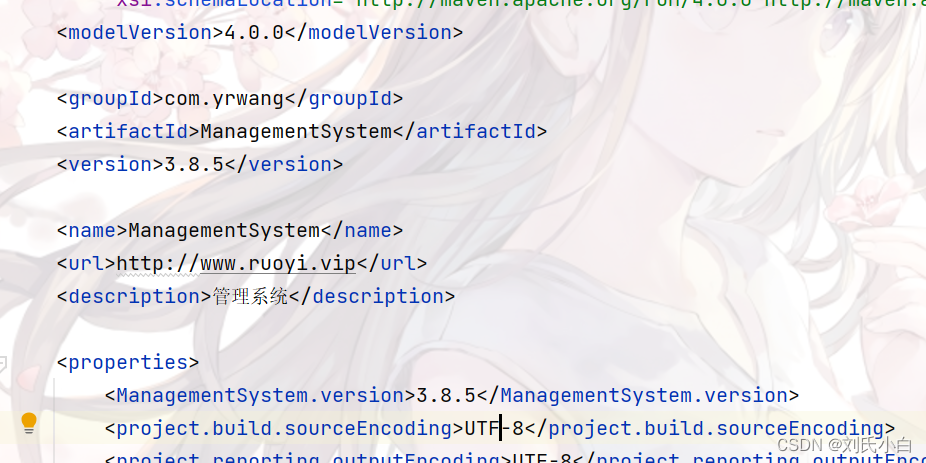 xsi:schemaLocation="http://maven.apache.org/POM/4.0.0 http://maven.a
<modelVersion>4.0.0</modelVersion>
<groupId>com.yrwang</groupId>
<artifactId>ManagementSystem</artifactId>
<version>3.8.5</version>
<name>ManagementSystem</name>
<url>http://www.ruoyi.vip</url>
<description>管理系统</description>
<properties>
<ManagementSystem.version>3.8.5</ManagementSystem.version>
<project.build.sourceEncoding>UTF-8</project.build.sourceEncoding>
<project.reporting.outputEncoding>UTF-8</project.reporting.outputEnco
CSDN @刘氏小白